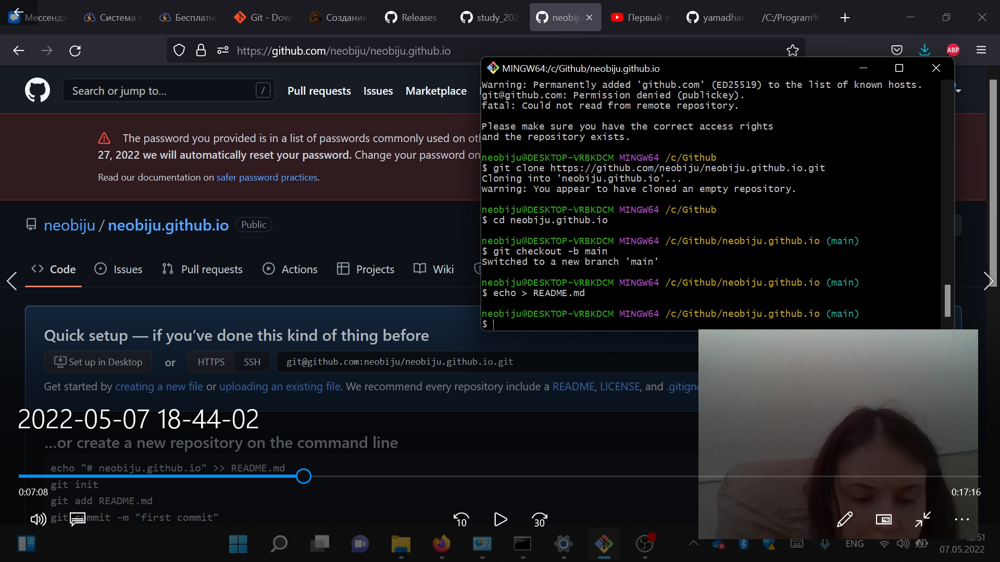 Мессендж
Система к
Бесплатн
Git - Dow
Создание
Releases ·
study_202
neobiju
Первый э
yamadhar
/C:/Program%
https://github.com/neobiju/neobiju.github.io
ABP
Search or jump to...
/
Pull requests
Issues
Marketplace
The password you provided is in a list of passwords commonly used on oth
27, 2022 we will automatically reset your password. Change your password on
Read our documentation on safer password practices.
neobiju / neobiju.github.io
Public
Code
Issues
Pull requests
Actions
Projects
Wiki
MINGW64:/c/Github/neobiju.github.io
Warning: Permanently added 'github.com' (ED25519) to the list of known hosts.
git@github.com: Permission denied (publickey).
fatal: Could not read from remote repository.
Please make sure you have the correct access rights
and the repository exists.
neobiju@DESKTOP-VRBKDCM MINGW64 /c/Github
$ git clone https://github.com/neobiju/neobiju.github.io.git
Cloning into 'neobiju.github.io'...
warning: You appear to have cloned an empty repository.
neobiju@DESKTOP-VRBKDCM MINGW64 /c/Github
$ cd neobiju.github.io
neobiju@DESKTOP-VRBKDCM MINGW64 /c/Github/neobiju.github.io (main)
$ git checkout -b main
Switched to a new branch 'main'
neobiju@DESKTOP-VRBKDCM MINGW64 /c/Github/neobiju.github.io (main)
$ echo > README.md
neobiju@DESKTOP-VRBKDCM MINGW64 /c/Github/neobiju.github.io (main)
$
Quick setup — if you've done this kind of thing before
Set up in Desktop
or
HTTPS
SSH
git@github.com:neobiju/neobiju.github.io.git
Get started by creating a new file or uploading an existing file. We recommend every repository include a README, LICENSE, and .gitigno
2022-05-07 18-44-02
...or create a new repository on the command line
echo "# neobiju.github.io" >> README.md
0:07:08
0:17:16
git init
git add README.md
git commit -m "first commit"
10
30
ENG
:51
07.05.2022